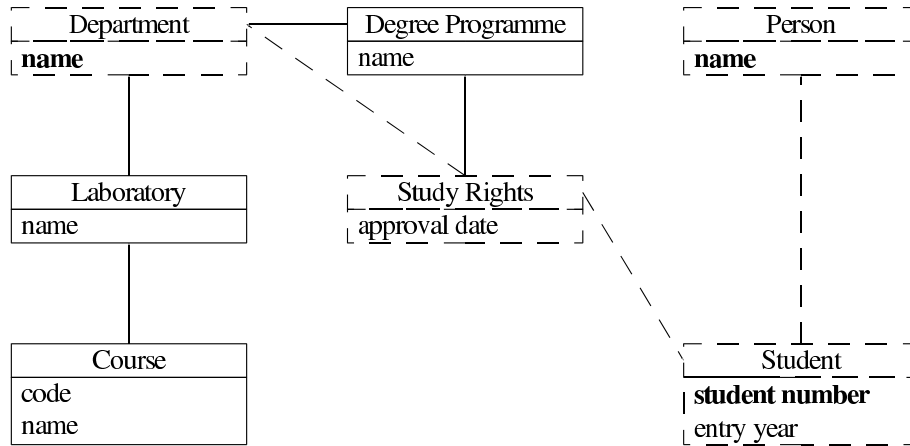 Department
name
Degree Programme
name
Person
name
Laboratory
name
Study Rights
approval date
Course
code
name
Student
student number
entry year